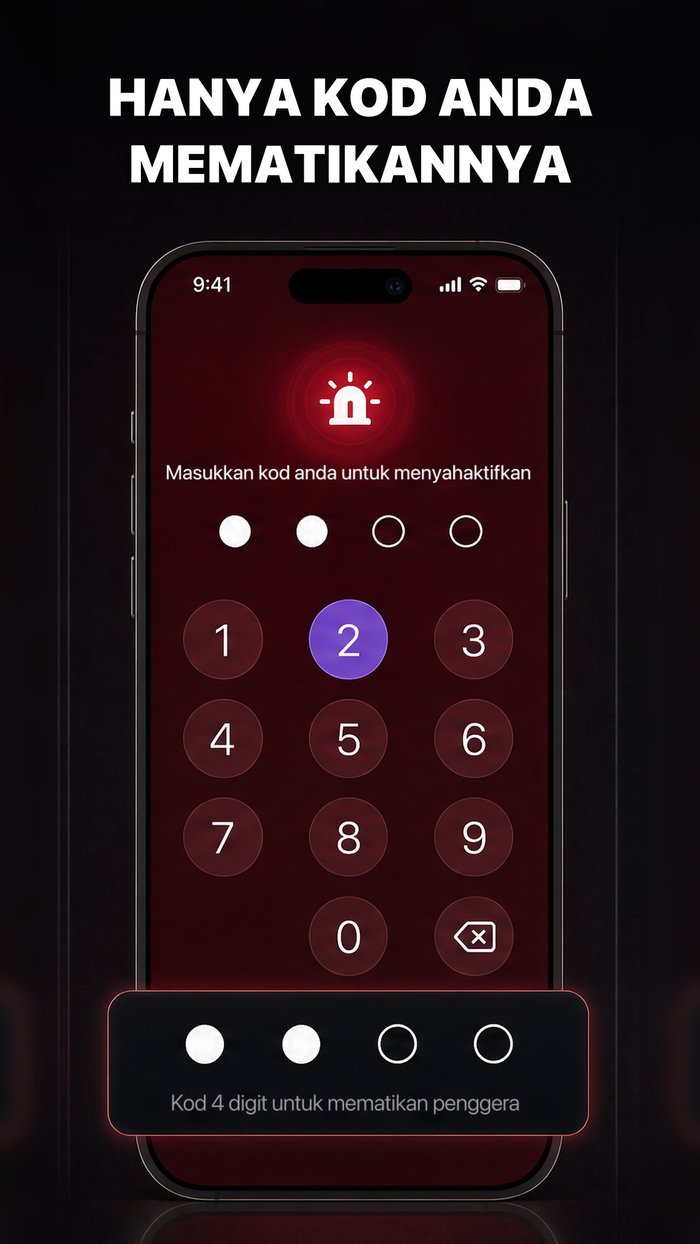 HANYA KOD ANDA
MEMATIKANNYA
9:41
Masukkan kod anda untuk menyahaktifkan
1 2 3
4 5 6
7 8 9
0
Kod 4 digit untuk mematikan penggera